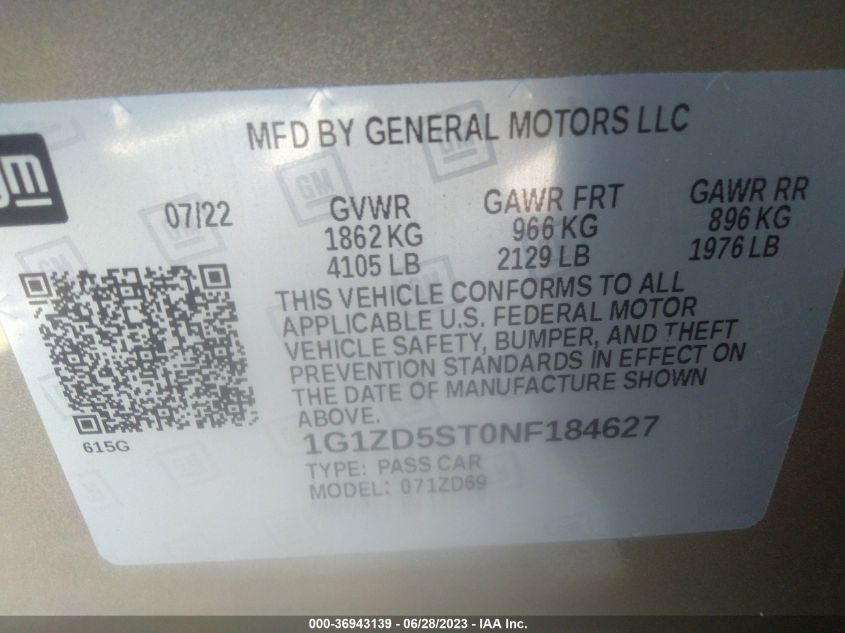 MFD BY GENERAL MOTORS LLC
gm
07/22
GVWR
1862 KG
4105 LB
GAWR FRT
966 KG
2129 LB
GAWR RR
896 KG
1976 LB
THIS VEHICLE CONFORMS TO ALL
APPLICABLE U.S. FEDERAL MOTOR
VEHICLE SAFETY, BUMPER, AND THEFT
PREVENTION STANDARDS IN EFFECT ON
THE DATE OF MANUFACTURE SHOWN
ABOVE.
615G
1G1ZD5ST0NF184627
TYPE: PASS CAR
MODEL: 071ZD69
000-36943139 - 06/28/2023 - IAA Inc.